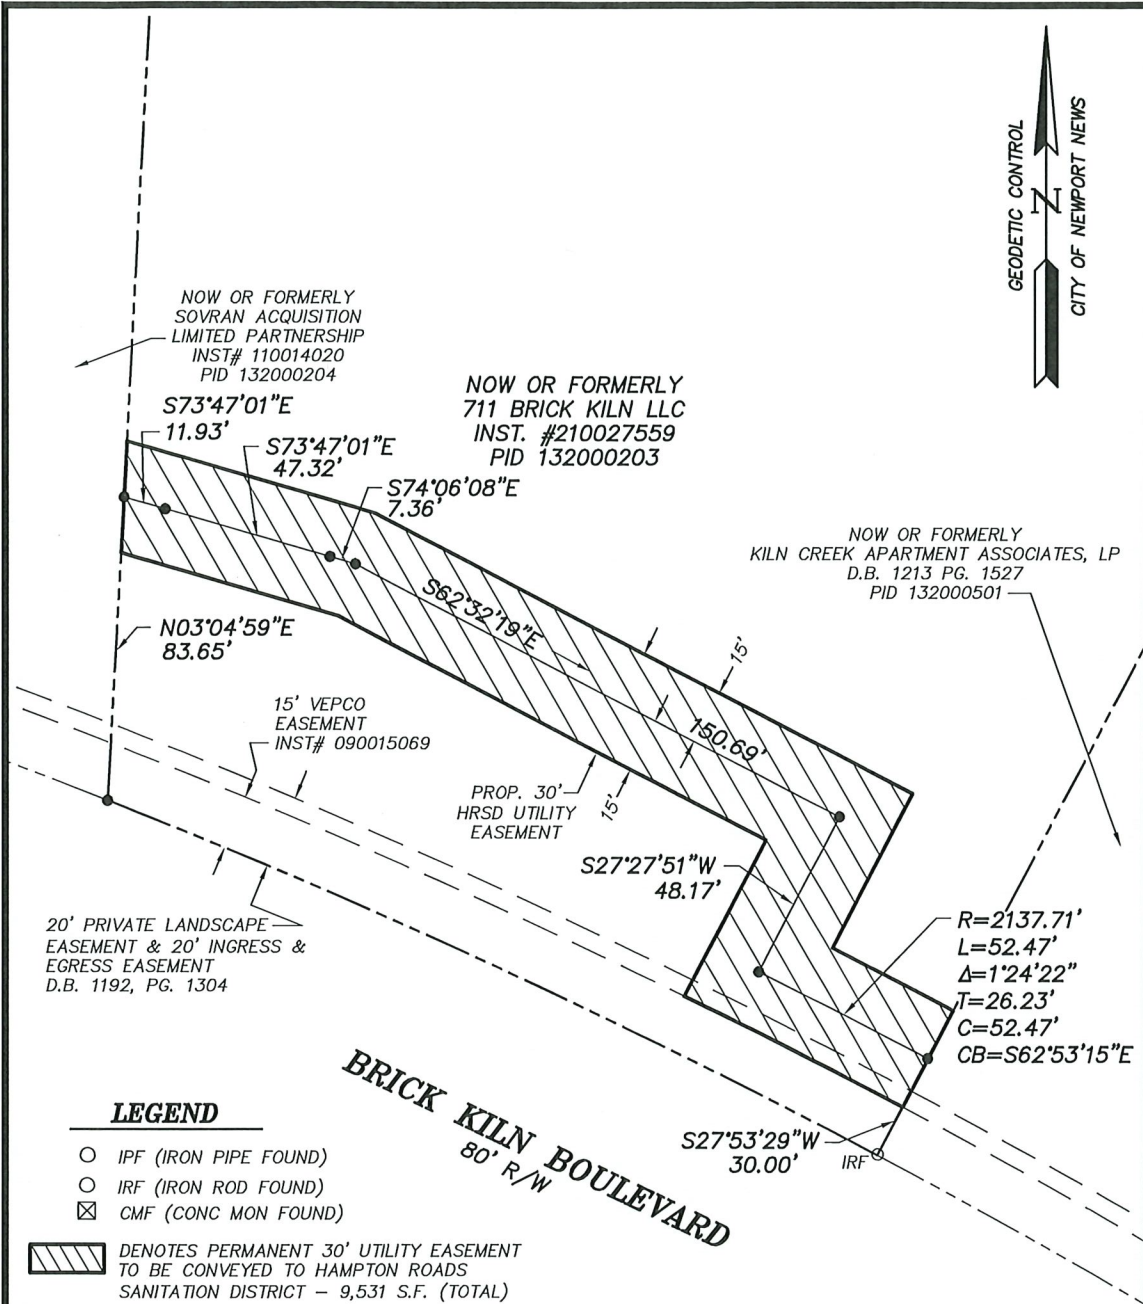 GEODETIC CONTROL
N
CITY OF NEWPORT NEWS
NOW OR FORMERLY
SOVRAN ACQUISITION
LIMITED PARTNERSHIP
INST# 110014020
PID 132000204
NOW OR FORMERLY
711 BRICK KILN LLC
INST. #210027559
PID 132000203
S73°47'01"E
11.93'
S73°47'01"E
47.32'
S74°06'08"E
7.36'
NOW OR FORMERLY
KILN CREEK APARTMENT ASSOCIATES, LP
D.B. 1213 PG. 1527
PID 132000501
S62°32'19"E
150.69'
15'
N03°04'59"E
83.65'
15' VEPCO
EASEMENT
INST# 090015069
PROP. 30'
HRSD UTILITY
EASEMENT
15'
S27°27'51"W
48.17'
20' PRIVATE LANDSCAPE
EASEMENT & 20' INGRESS &
EGRESS EASEMENT
D.B. 1192, PG. 1304
R=2137.71'
L=52.47'
Δ=1°24'22"
T=26.23'
C=52.47'
CB=S62°53'15"E
BRICK KILN BOULEVARD
80' R/W
S27°53'29"W
30.00'
IRF
LEGEND
IPF (IRON PIPE FOUND)
IRF (IRON ROD FOUND)
CMF (CONC MON FOUND)
DENOTES PERMANENT 30' UTILITY EASEMENT
TO BE CONVEYED TO HAMPTON ROADS
SANITATION DISTRICT – 9,531 S.F. (TOTAL)